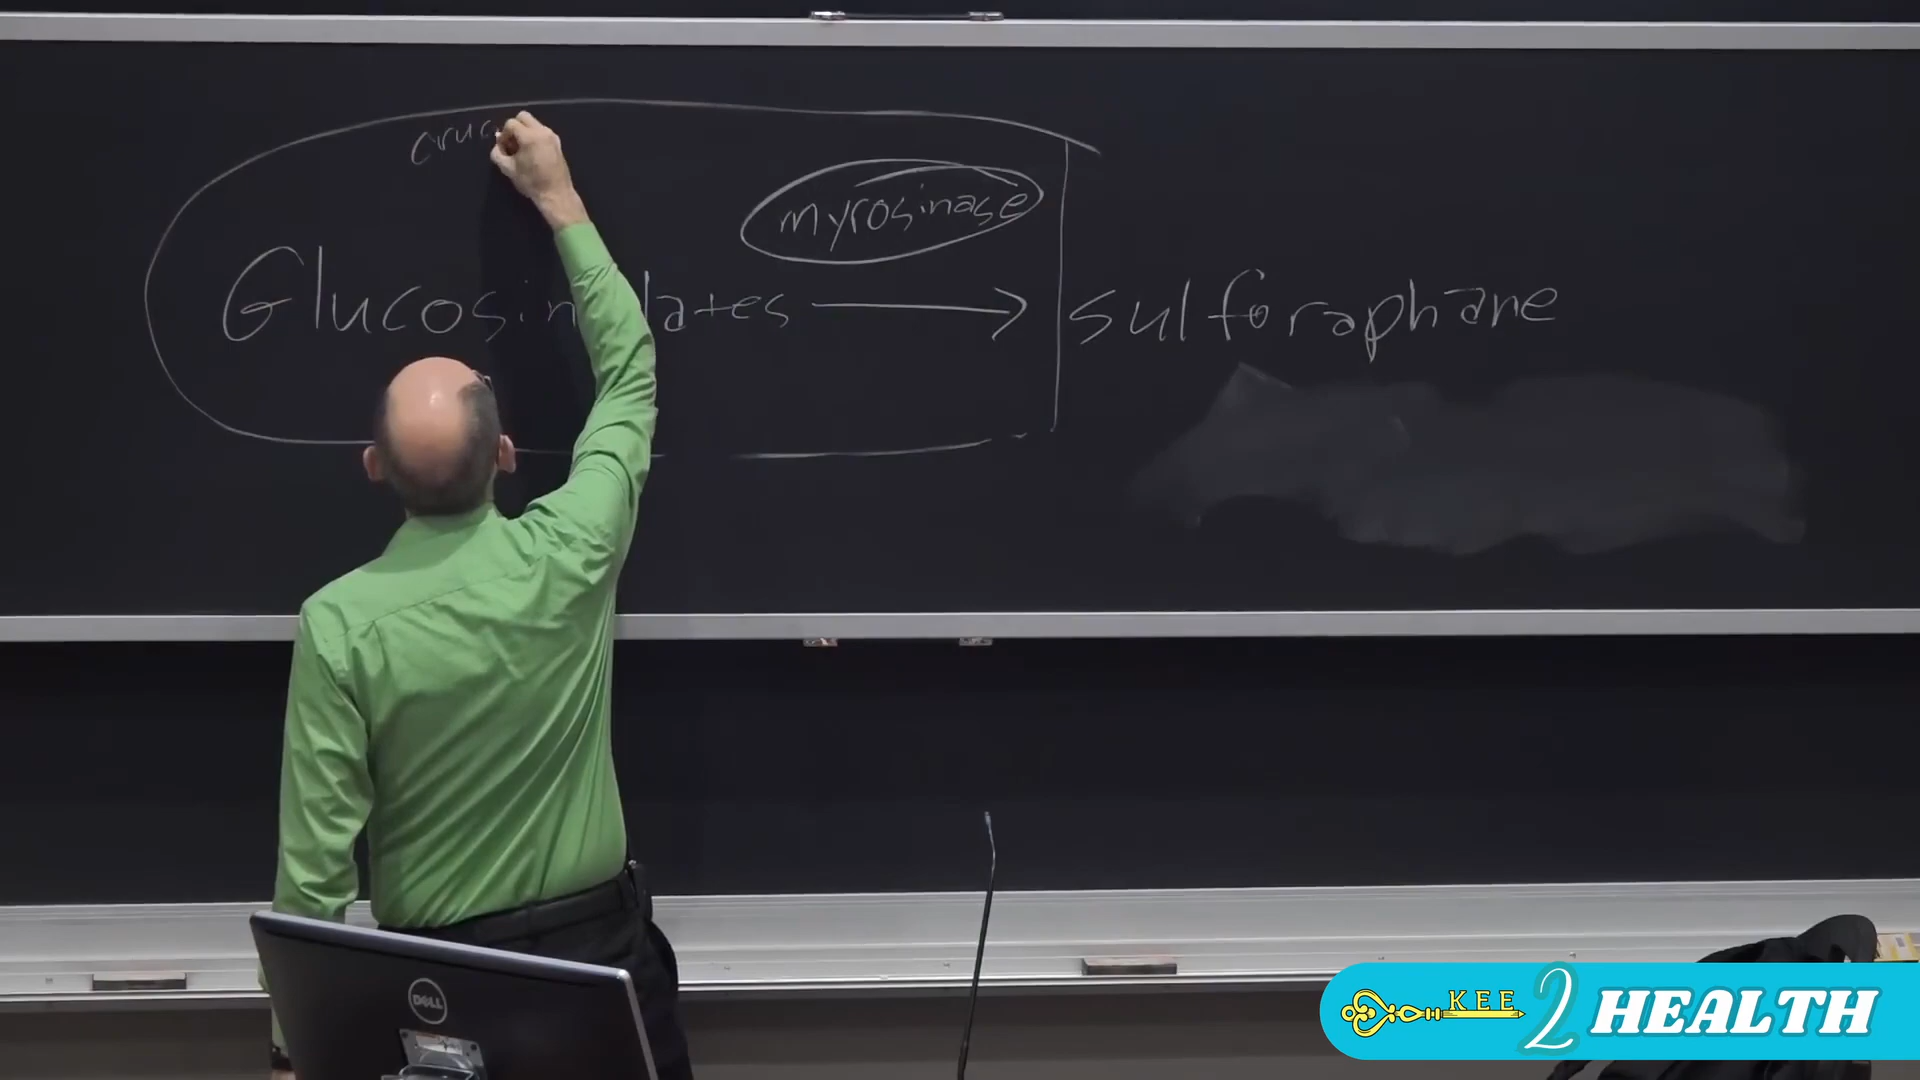 cruc
myrosinase
Glucosin lates → sulforaphane
DELL
KEE 2 HEALTH